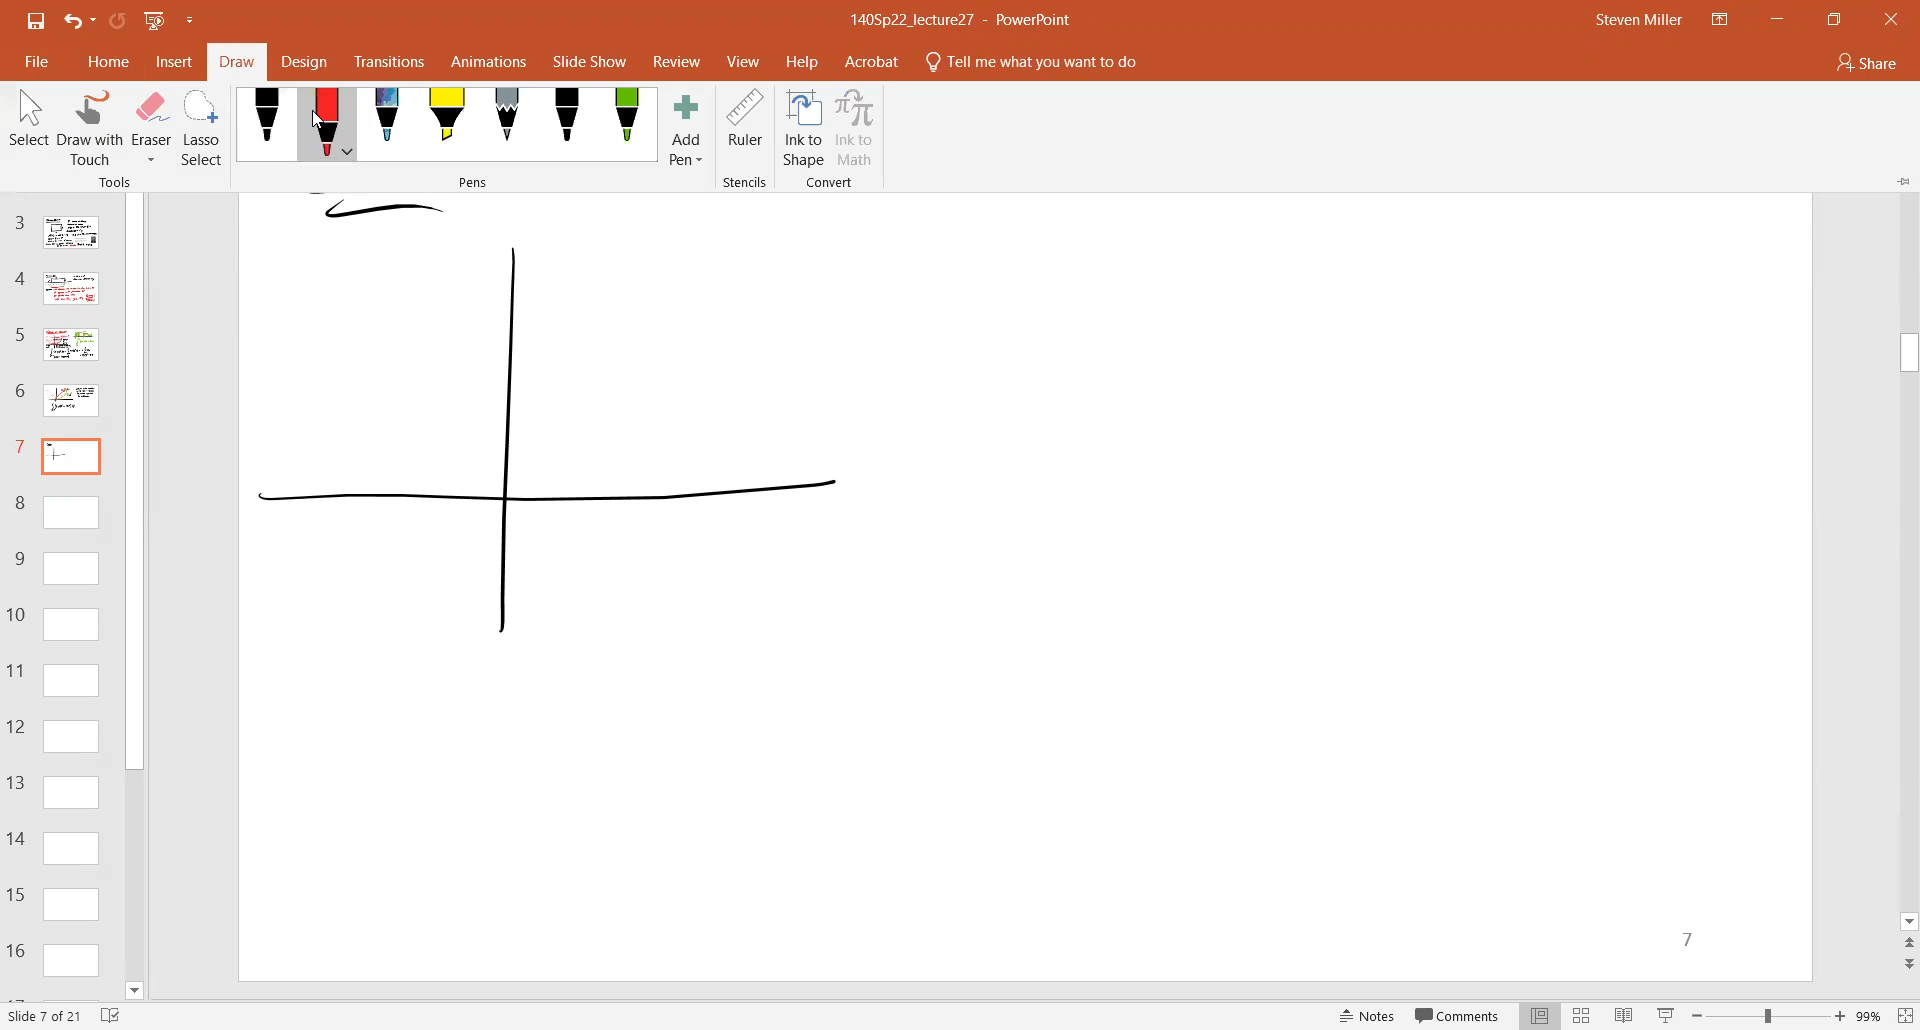 140Sp22_lecture27 - PowerPoint
Steven Miller
File Home Insert Draw Design Transitions Animations Slide Show Review View Help Acrobat Tell me what you want to do
Share
Select Draw with Touch Eraser Lasso Select
Add Pen Ruler Ink to Shape Ink to Math
Tools Pens Stencils Convert
3
4
5
6
7
8
9
10
11
12
13
14
15
16
7
Slide 7 of 21
Notes Comments 99%